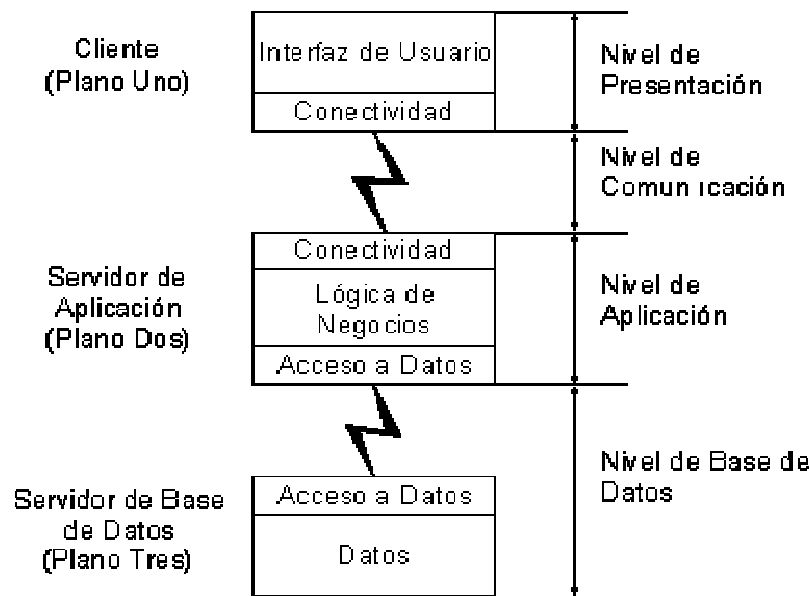 Cliente
(Plano Uno)
Interfaz de Usuario
Conectividad
Nivel de
Presentación
Nivel de
Comunicación
Servidor de
Aplicación
(Plano Dos)
Conectividad
Lógica de
Negocios
Acceso a Datos
Nivel de
Aplicación
Servidor de Base
de Datos
(Plano Tres)
Acceso a Datos
Datos
Nivel de Base de
Datos